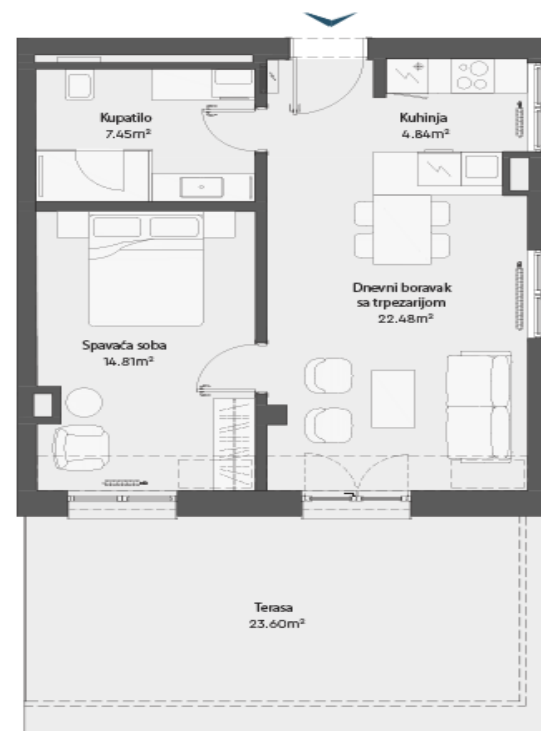 Kupatilo
7.45m²
Kuhinja
4.84m²
Dnevni boravak
sa trpezarijom
22.48m²
Spavaća soba
14.81m²
Terasa
23.60m²